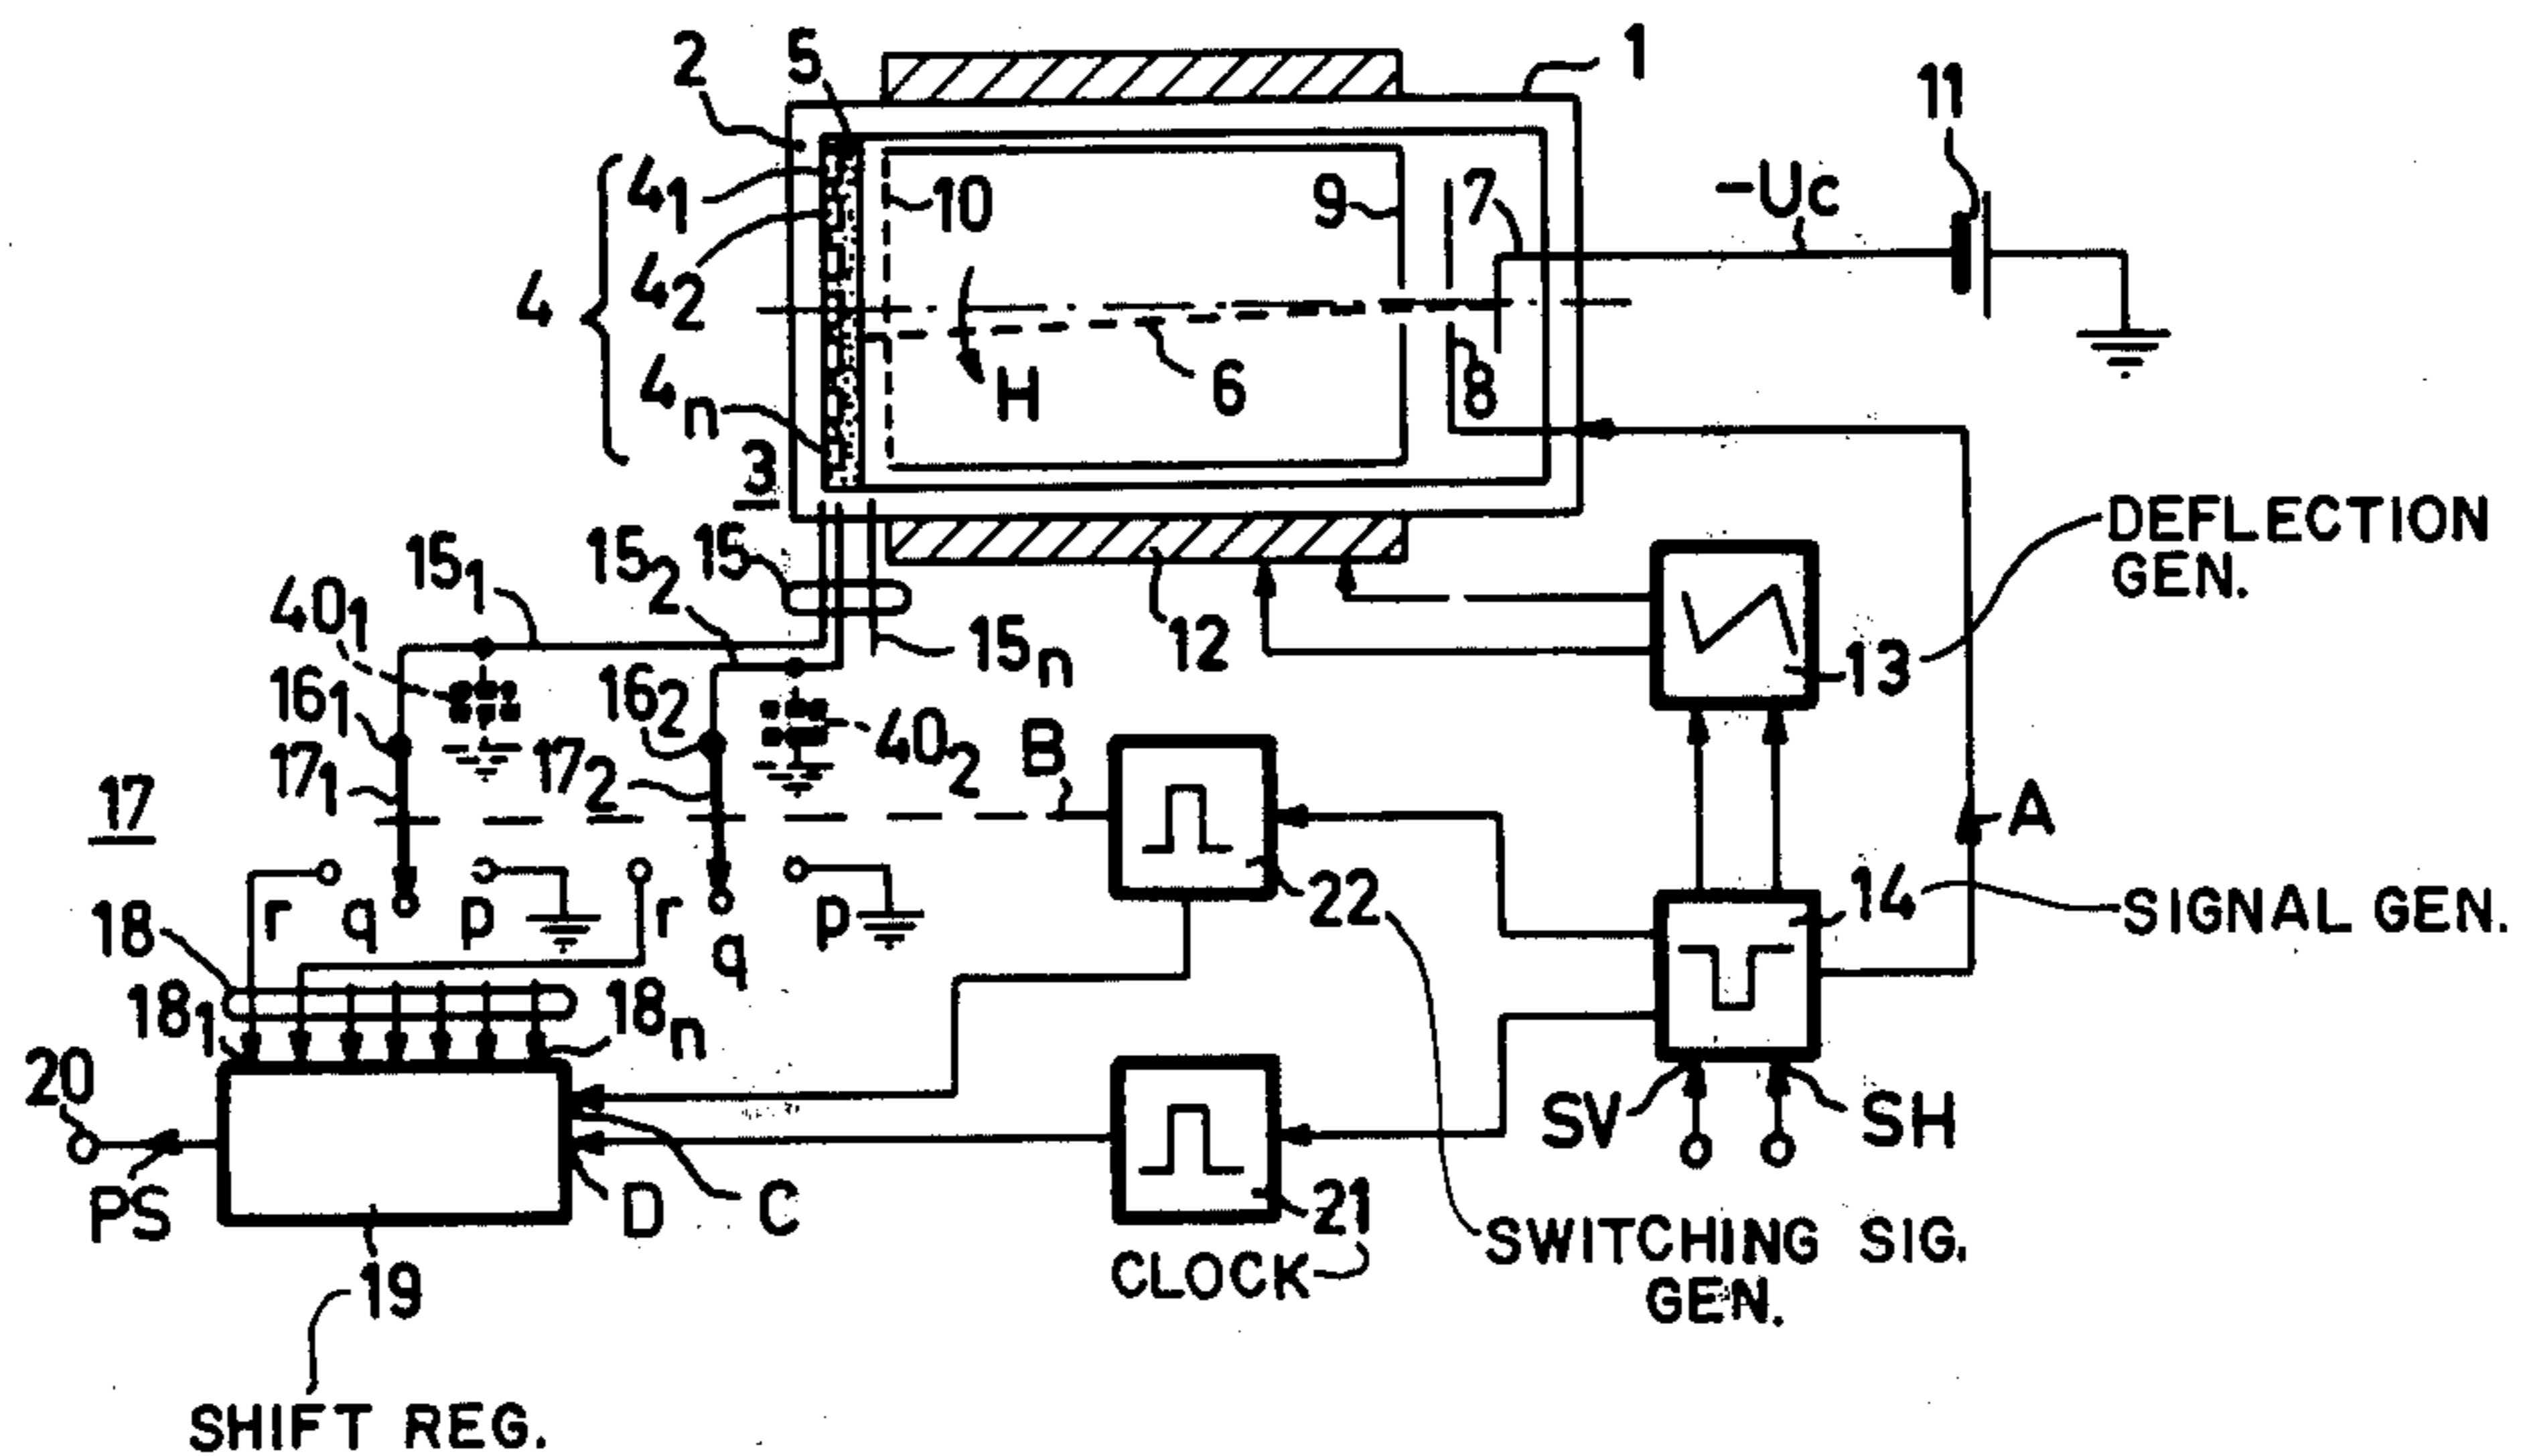 2
5
1
11
4₁
10
9
7
-Uc
4
4₂
H
6
8
4n
3
DEFLECTION
GEN.
15₁
15₂
15
40₁
15n
12
13
16₁
16₂
17₁
17₂
40₂
B
A
17
r
q
p
r
q
p
22
14
SIGNAL GEN.
18
18₁
18n
20
SV
SH
PS
D
C
21
SWITCHING SIG.
GEN.
CLOCK
19
SHIFT REG.